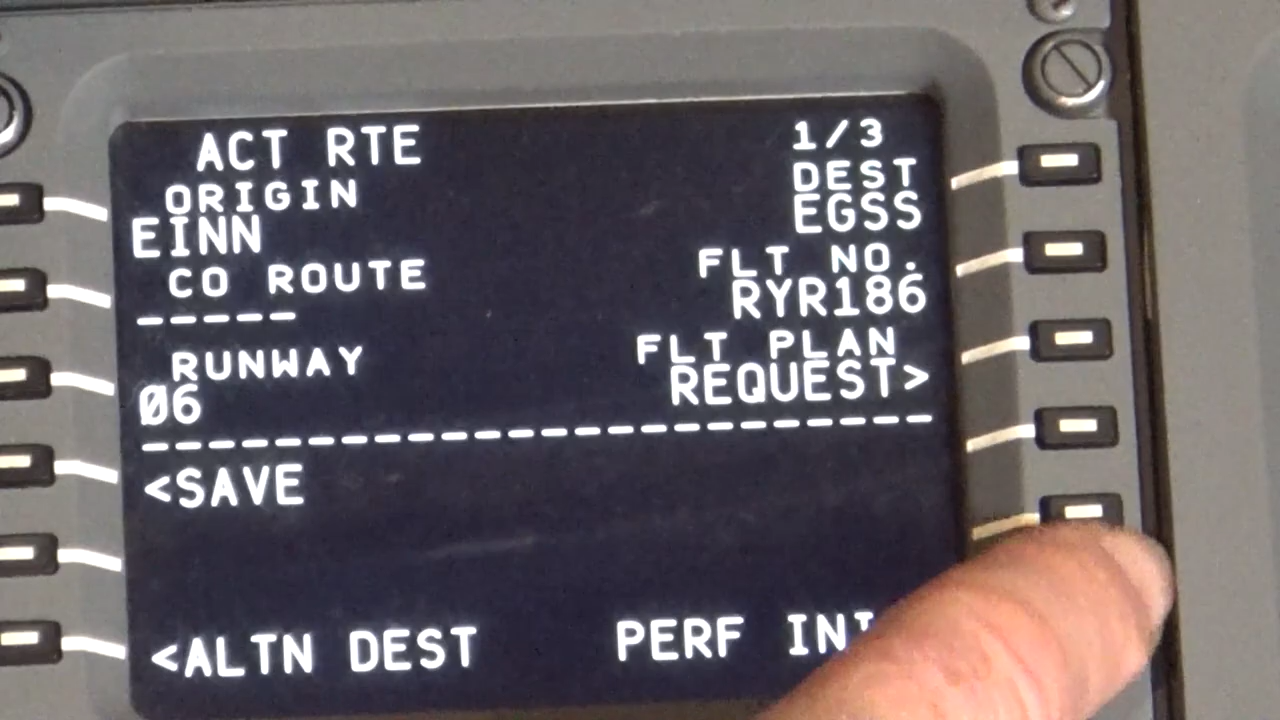 ACT RTE 1/3
ORIGIN DEST
EINN EGSS
CO ROUTE FLT NO.
----- RYR186
RUNWAY FLT PLAN
06 REQUEST>
-----------------------------
<SAVE
<ALTN DEST PERF INI